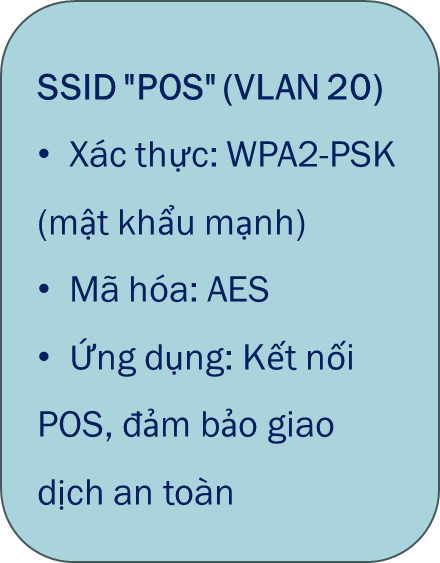 SSID "POS" (VLAN 20)
• Xác thực: WPA2-PSK
(mật khẩu mạnh)
• Mã hóa: AES
• Ứng dụng: Kết nối
POS, đảm bảo giao
dịch an toàn